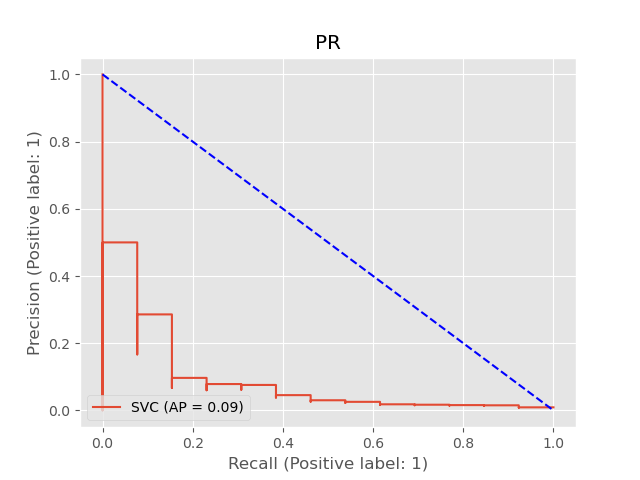 PR
Precision (Positive label: 1)
1.0
0.8
0.6
0.4
0.2
0.0
SVC (AP = 0.09)
0.0 0.2 0.4 0.6 0.8 1.0
Recall (Positive label: 1)